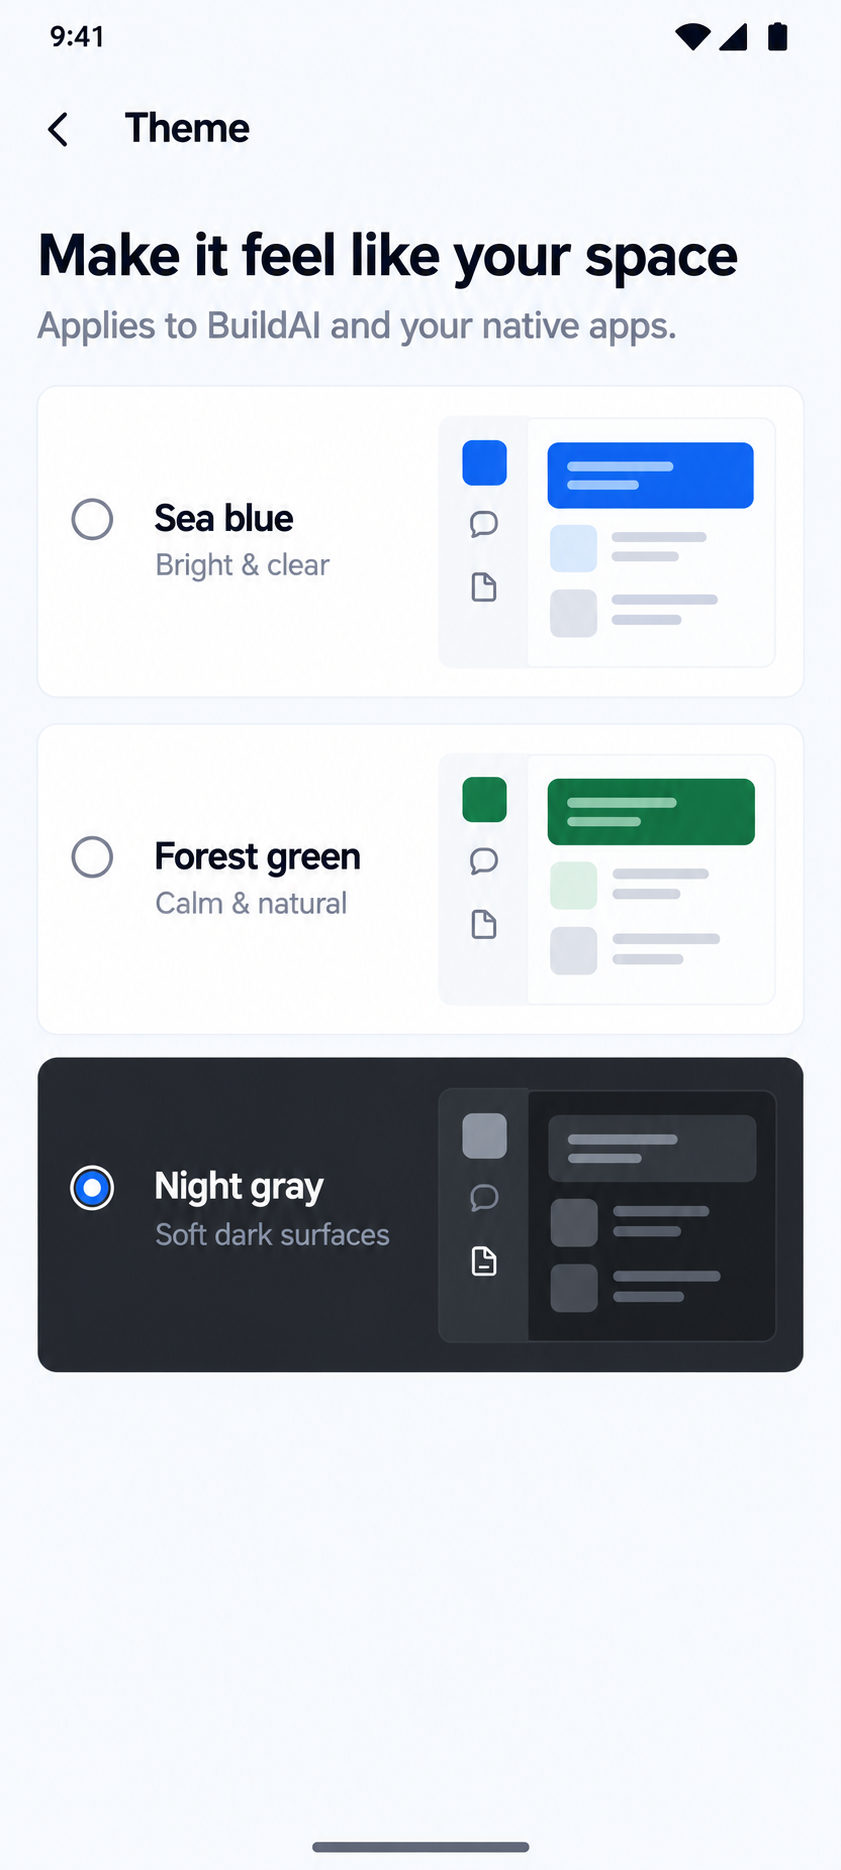 9:41
Theme
Make it feel like your space
Applies to BuildAI and your native apps.
Sea blue
Bright & clear
Forest green
Calm & natural
Night gray
Soft dark surfaces